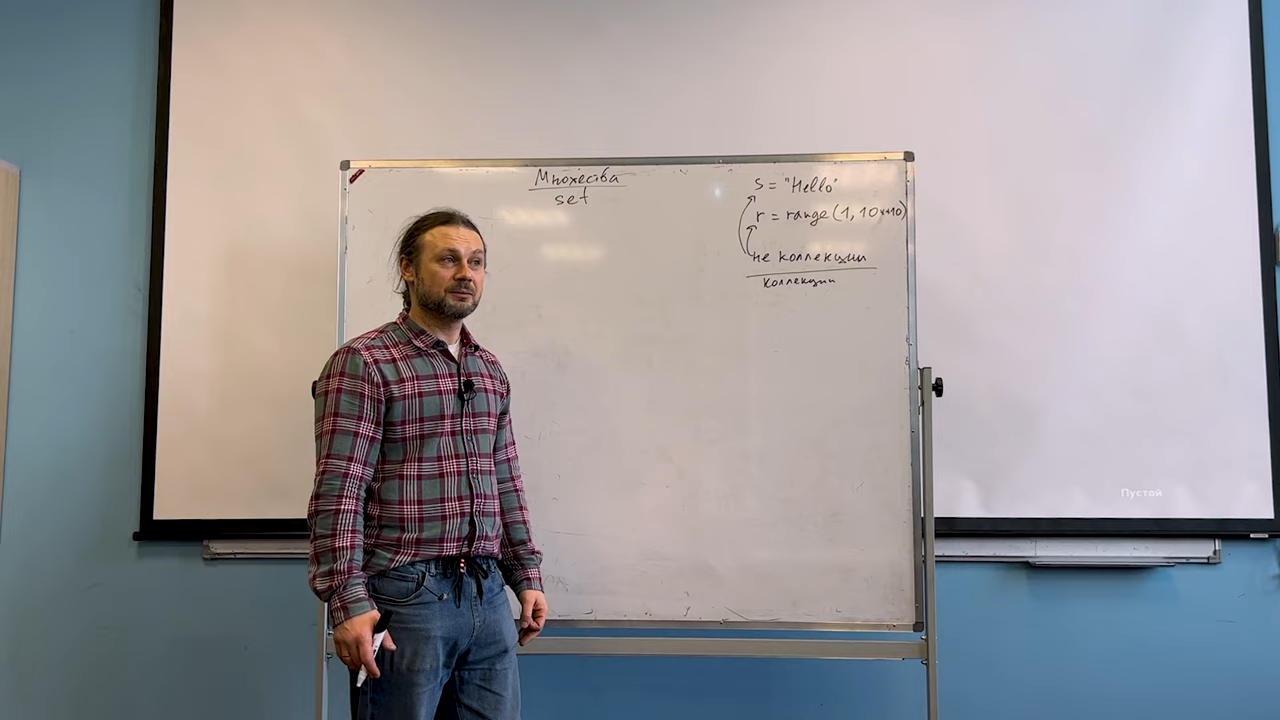 Множества
set
s = "Hello"
r = range(1, 10**10)
не коллекции
коллекции
Пустой